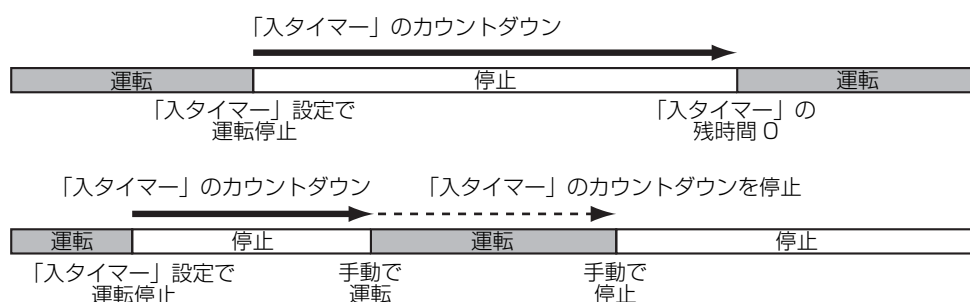 「入タイマー」のカウントダウン
運転
停止
運転
「入タイマー」設定で
運転停止
「入タイマー」の
残時間0
「入タイマー」のカウントダウン
「入タイマー」のカウントダウンを停止
運転
停止
運転
停止
「入タイマー」設定で
運転停止
手動で
運転
手動で
停止